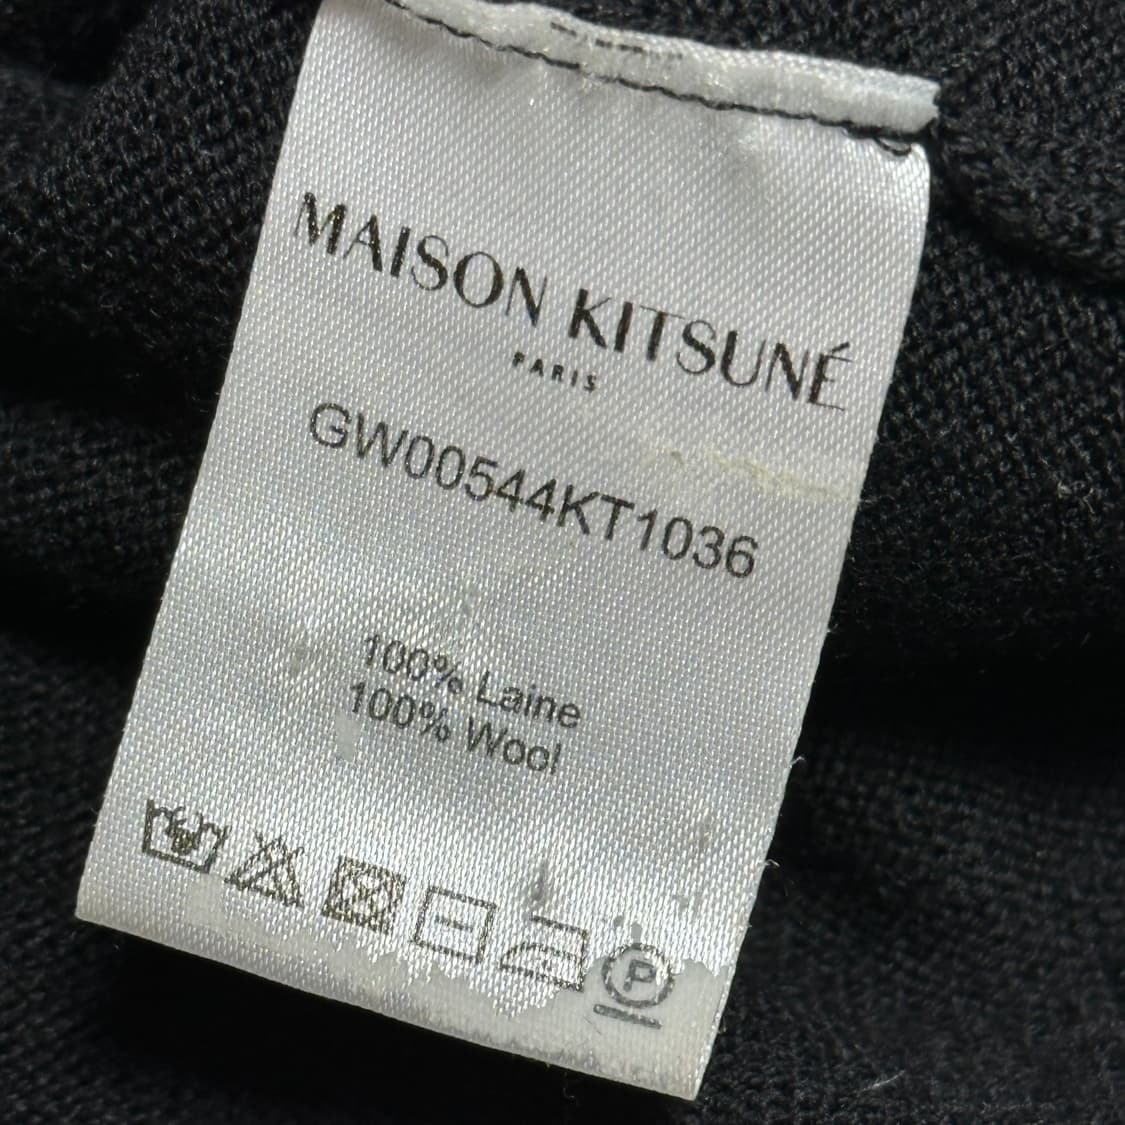 MAISON KITSUNÉ
PARIS
GW00544KT1036
100% Laine
100% Wool
P